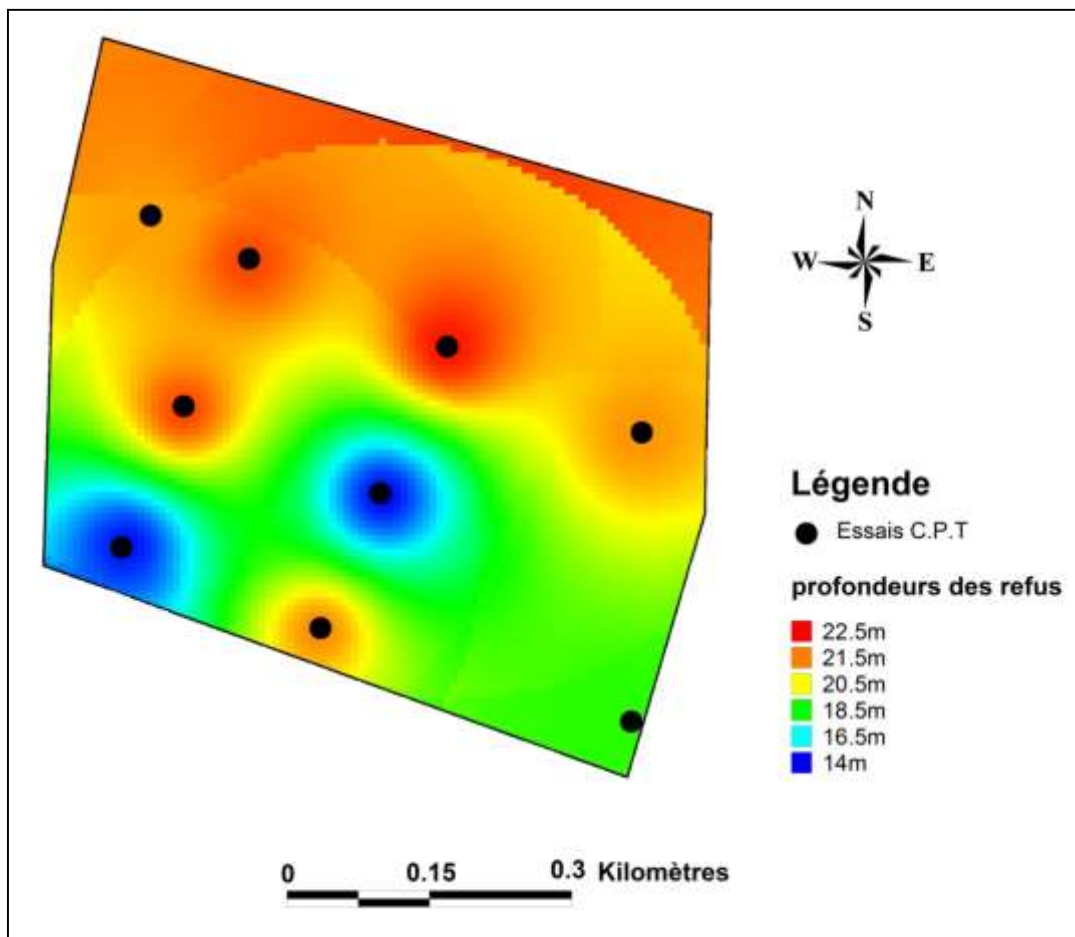 N
W E
S
Légende
Essais C.P.T
profondeurs des refus
22.5m
21.5m
20.5m
18.5m
16.5m
14m
0 0.15 0.3 Kilomètres